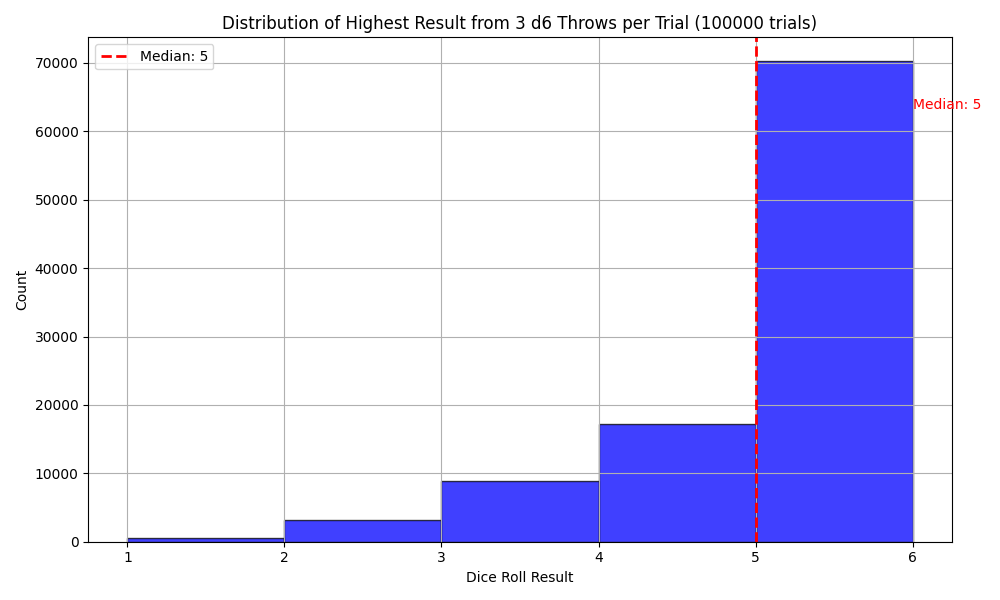 Distribution of Highest Result from 3 d6 Throws per Trial (100000 trials)
Median: 5
Median: 5
70000
60000
50000
40000
30000
20000
10000
0
Count
1 2 3 4 5 6
Dice Roll Result